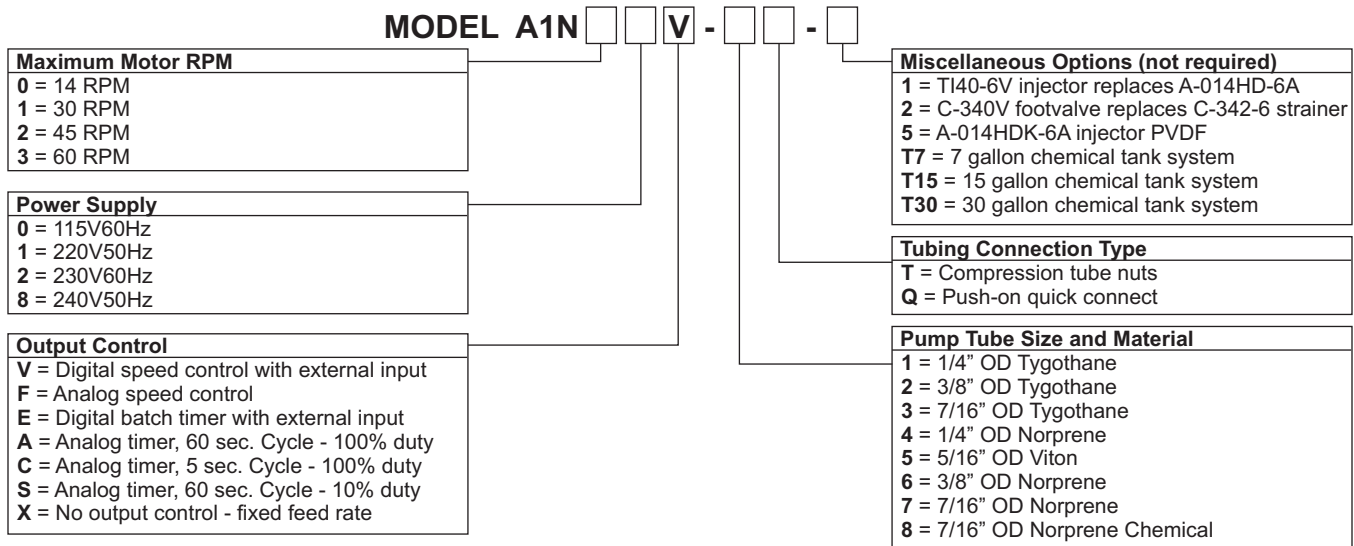 MODEL A1N V - -
Maximum Motor RPM
0 = 14 RPM
1 = 30 RPM
2 = 45 RPM
3 = 60 RPM
Power Supply
0 = 115V60Hz
1 = 220V50Hz
2 = 230V60Hz
8 = 240V50Hz
Output Control
V = Digital speed control with external input
F = Analog speed control
E = Digital batch timer with external input
A = Analog timer, 60 sec. Cycle - 100% duty
C = Analog timer, 5 sec. Cycle - 100% duty
S = Analog timer, 60 sec. Cycle - 10% duty
X = No output control - fixed feed rate
Miscellaneous Options (not required)
1 = TI40-6V injector replaces A-014HD-6A
2 = C-340V footvalve replaces C-342-6 strainer
5 = A-014HDK-6A injector PVDF
T7 = 7 gallon chemical tank system
T15 = 15 gallon chemical tank system
T30 = 30 gallon chemical tank system
Tubing Connection Type
T = Compression tube nuts
Q = Push-on quick connect
Pump Tube Size and Material
1 = 1/4” OD Tygothane
2 = 3/8” OD Tygothane
3 = 7/16” OD Tygothane
4 = 1/4” OD Norprene
5 = 5/16” OD Viton
6 = 3/8” OD Norprene
7 = 7/16” OD Norprene
8 = 7/16” OD Norprene Chemical